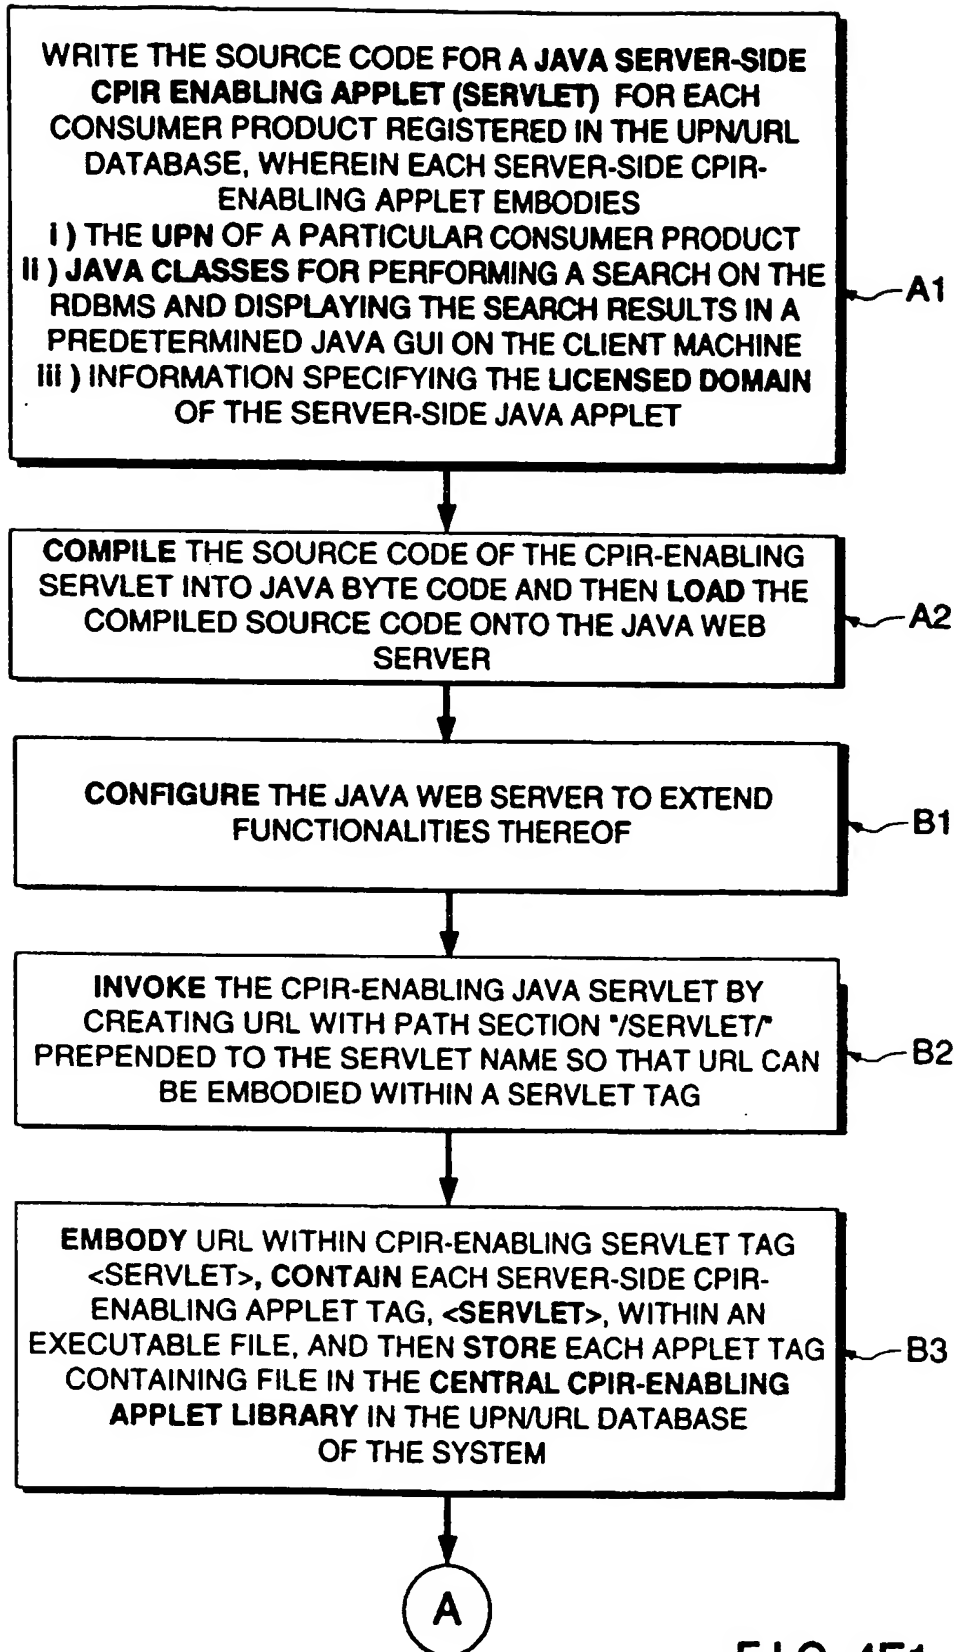 WRITE THE SOURCE CODE FOR A JAVA SERVER-SIDE
CPIR ENABLING APPLET (SERVLET) FOR EACH
CONSUMER PRODUCT REGISTERED IN THE UPN/URL
DATABASE, WHEREIN EACH SERVER-SIDE CPIR-
ENABLING APPLET EMBODIES
i ) THE UPN OF A PARTICULAR CONSUMER PRODUCT
ii ) JAVA CLASSES FOR PERFORMING A SEARCH ON THE
RDBMS AND DISPLAYING THE SEARCH RESULTS IN A
PREDETERMINED JAVA GUI ON THE CLIENT MACHINE
iii ) INFORMATION SPECIFYING THE LICENSED DOMAIN
OF THE SERVER-SIDE JAVA APPLET
A1
COMPILE THE SOURCE CODE OF THE CPIR-ENABLING
SERVLET INTO JAVA BYTE CODE AND THEN LOAD THE
COMPILED SOURCE CODE ONTO THE JAVA WEB
SERVER
A2
CONFIGURE THE JAVA WEB SERVER TO EXTEND
FUNCTIONALITIES THEREOF
B1
INVOKE THE CPIR-ENABLING JAVA SERVLET BY
CREATING URL WITH PATH SECTION "/SERVLET/"
PREPENDED TO THE SERVLET NAME SO THAT URL CAN
BE EMBODIED WITHIN A SERVLET TAG
B2
EMBODY URL WITHIN CPIR-ENABLING SERVLET TAG
<SERVLET>, CONTAIN EACH SERVER-SIDE CPIR-
ENABLING APPLET TAG, <SERVLET>, WITHIN AN
EXECUTABLE FILE, AND THEN STORE EACH APPLET TAG
CONTAINING FILE IN THE CENTRAL CPIR-ENABLING
APPLET LIBRARY IN THE UPN/URL DATABASE
OF THE SYSTEM
B3
A
FIG. 4E1